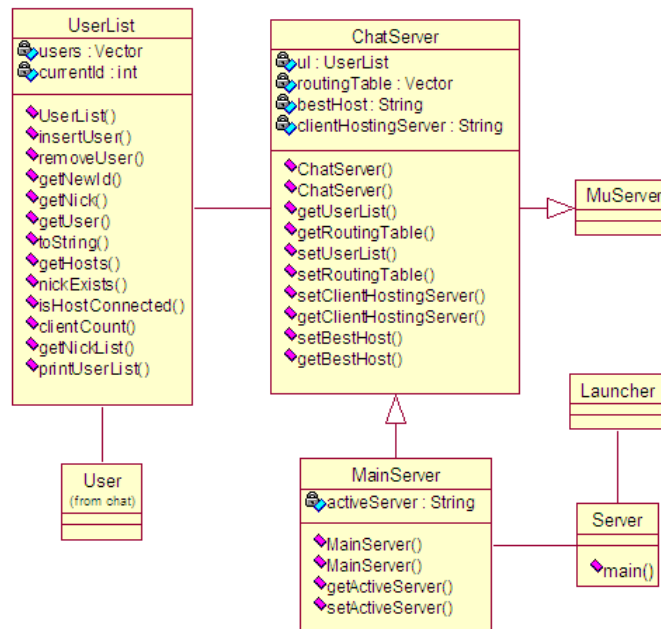 UserList
users : Vector
currentId : int
UserList()
insertUser()
removeUser()
getNewId()
getNick()
getUser()
toString()
getHosts()
nickExists()
isHostConnected()
clientCount()
getNickList()
printUserList()
ChatServer
ul : UserList
routingTable : Vector
bestHost : String
clientHostingServer : String
ChatServer()
ChatServer()
getUserList()
getRoutingTable()
setUserList()
setRoutingTable()
setClientHostingServer()
getClientHostingServer()
setBestHost()
getBestHost()
MuServer
Launcher
User
(from chat)
MainServer
activeServer : String
MainServer()
MainServer()
getActiveServer()
setActiveServer()
Server
main()